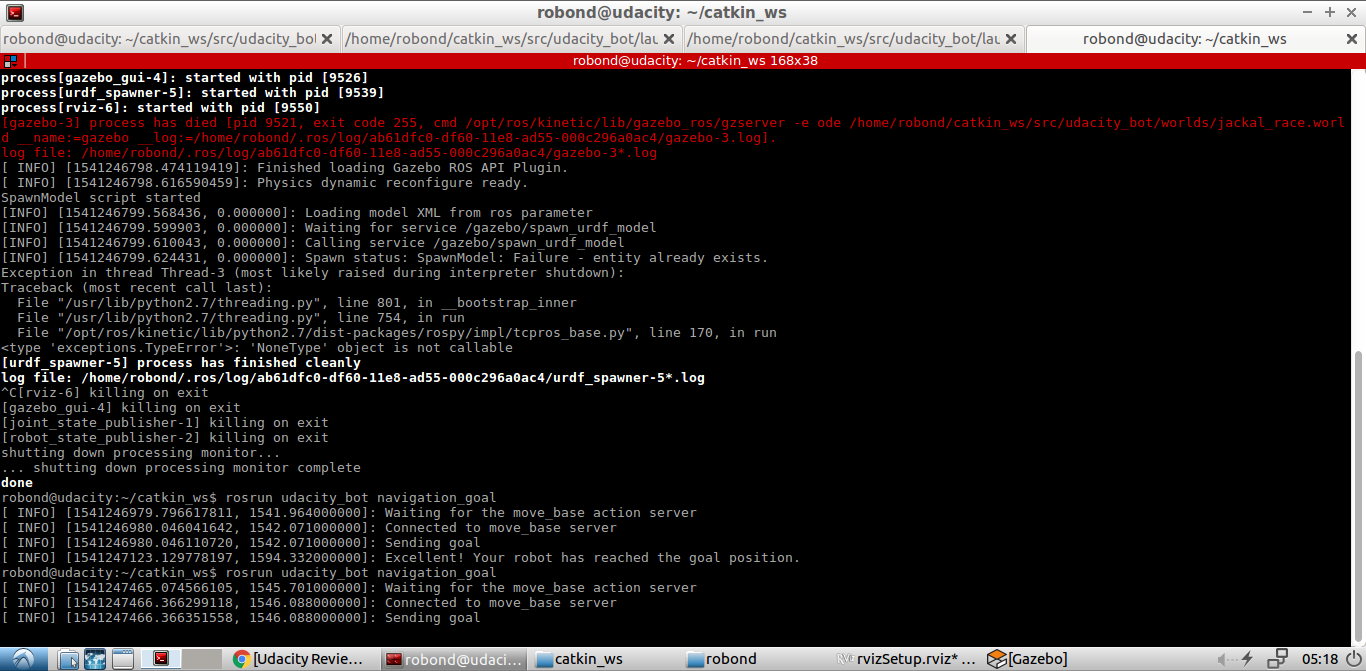 robond@udacity: ~/catkin_ws
robond@udacity: ~/catkin_ws/src/udacity_bot
/home/robond/catkin_ws/src/udacity_bot/lau
/home/robond/catkin_ws/src/udacity_bot/lau
robond@udacity: ~/catkin_ws
robond@udacity: ~/catkin_ws 168x38
process[gazebo_gui-4]: started with pid [9526]
process[urdf_spawner-5]: started with pid [9539]
process[rviz-6]: started with pid [9550]
[gazebo-3] process has died [pid 9521, exit code 255, cmd /opt/ros/kinetic/lib/gazebo_ros/gzserver -e ode /home/robond/catkin_ws/src/udacity_bot/worlds/jackal_race.worl
d __name:=gazebo __log:=/home/robond/.ros/log/ab61dfc0-df60-11e8-ad55-000c296a0ac4/gazebo-3.log].
log file: /home/robond/.ros/log/ab61dfc0-df60-11e8-ad55-000c296a0ac4/gazebo-3*.log
[ INFO] [1541246798.474119419]: Finished loading Gazebo ROS API Plugin.
[ INFO] [1541246798.616590459]: Physics dynamic reconfigure ready.
SpawnModel script started
[INFO] [1541246799.568436, 0.000000]: Loading model XML from ros parameter
[INFO] [1541246799.599903, 0.000000]: Waiting for service /gazebo/spawn_urdf_model
[INFO] [1541246799.610043, 0.000000]: Calling service /gazebo/spawn_urdf_model
[INFO] [1541246799.624431, 0.000000]: Spawn status: SpawnModel: Failure - entity already exists.
Exception in thread Thread-3 (most likely raised during interpreter shutdown):
Traceback (most recent call last):
  File "/usr/lib/python2.7/threading.py", line 801, in __bootstrap_inner
  File "/usr/lib/python2.7/threading.py", line 754, in run
  File "/opt/ros/kinetic/lib/python2.7/dist-packages/rospy/impl/tcpros_base.py", line 170, in run
<type 'exceptions.TypeError'>: 'NoneType' object is not callable
[urdf_spawner-5] process has finished cleanly
log file: /home/robond/.ros/log/ab61dfc0-df60-11e8-ad55-000c296a0ac4/urdf_spawner-5*.log
^C[rviz-6] killing on exit
[gazebo_gui-4] killing on exit
[joint_state_publisher-1] killing on exit
[robot_state_publisher-2] killing on exit
shutting down processing monitor...
... shutting down processing monitor complete
done
robond@udacity:~/catkin_ws$ rosrun udacity_bot navigation_goal
[ INFO] [1541246979.796617811, 1541.964000000]: Waiting for the move_base action server
[ INFO] [1541246980.046041642, 1542.071000000]: Connected to move_base server
[ INFO] [1541246980.046110720, 1542.071000000]: Sending goal
[ INFO] [1541247123.129778197, 1594.332000000]: Excellent! Your robot has reached the goal position.
robond@udacity:~/catkin_ws$ rosrun udacity_bot navigation_goal
[ INFO] [1541247465.074566105, 1545.701000000]: Waiting for the move_base action server
[ INFO] [1541247466.366299118, 1546.088000000]: Connected to move_base server
[ INFO] [1541247466.366351558, 1546.088000000]: Sending goal
[Udacity Revie...
robond@udaci...
catkin_ws
robond
rvizSetup.rviz* ...
[Gazebo]
05:18